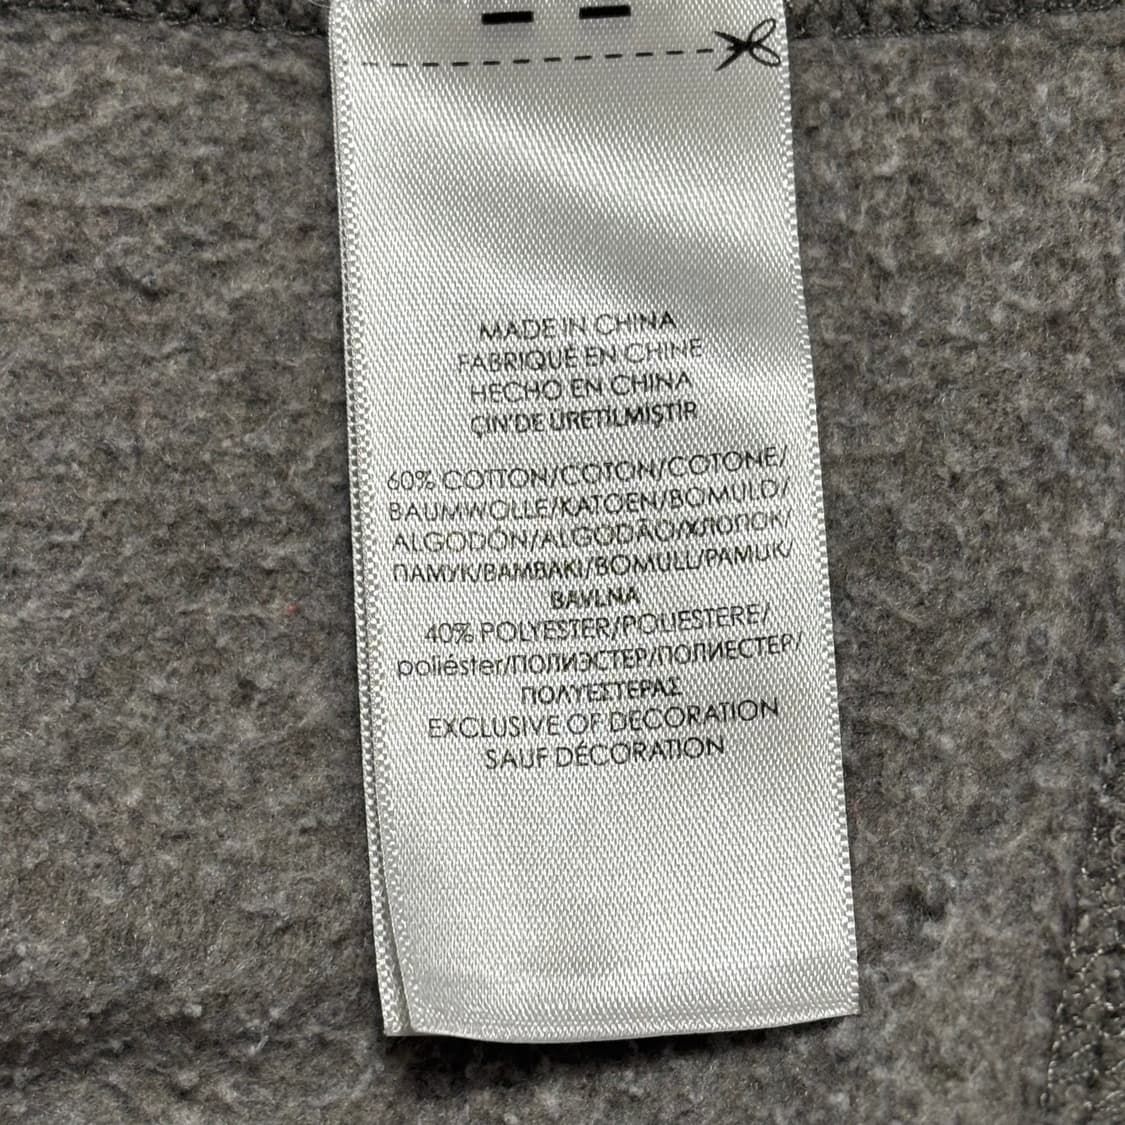 MADE IN CHINA
FABRIQUÉ EN CHINE
HECHO EN CHINA
ÇİN'DE ÜRETİLMİŞTİR
60% COTTON/COTON/COTONE/
BAUMWOLLE/KATOEN/BOMULD/
ALGODÓN/ALGODÃO/ХЛОПОК/
ПАМУК/ΒΑΜΒΑΚΙ/BOMULL/PAMUK/
BAVLNA
40% POLYESTER/POLIESTERE/
poliéster/ПОЛИЭСТЕР/ПОЛИЕСТЕР/
ΠΟΛΥΕΣΤΕΡΑΣ
EXCLUSIVE OF DECORATION
SAUF DÉCORATION